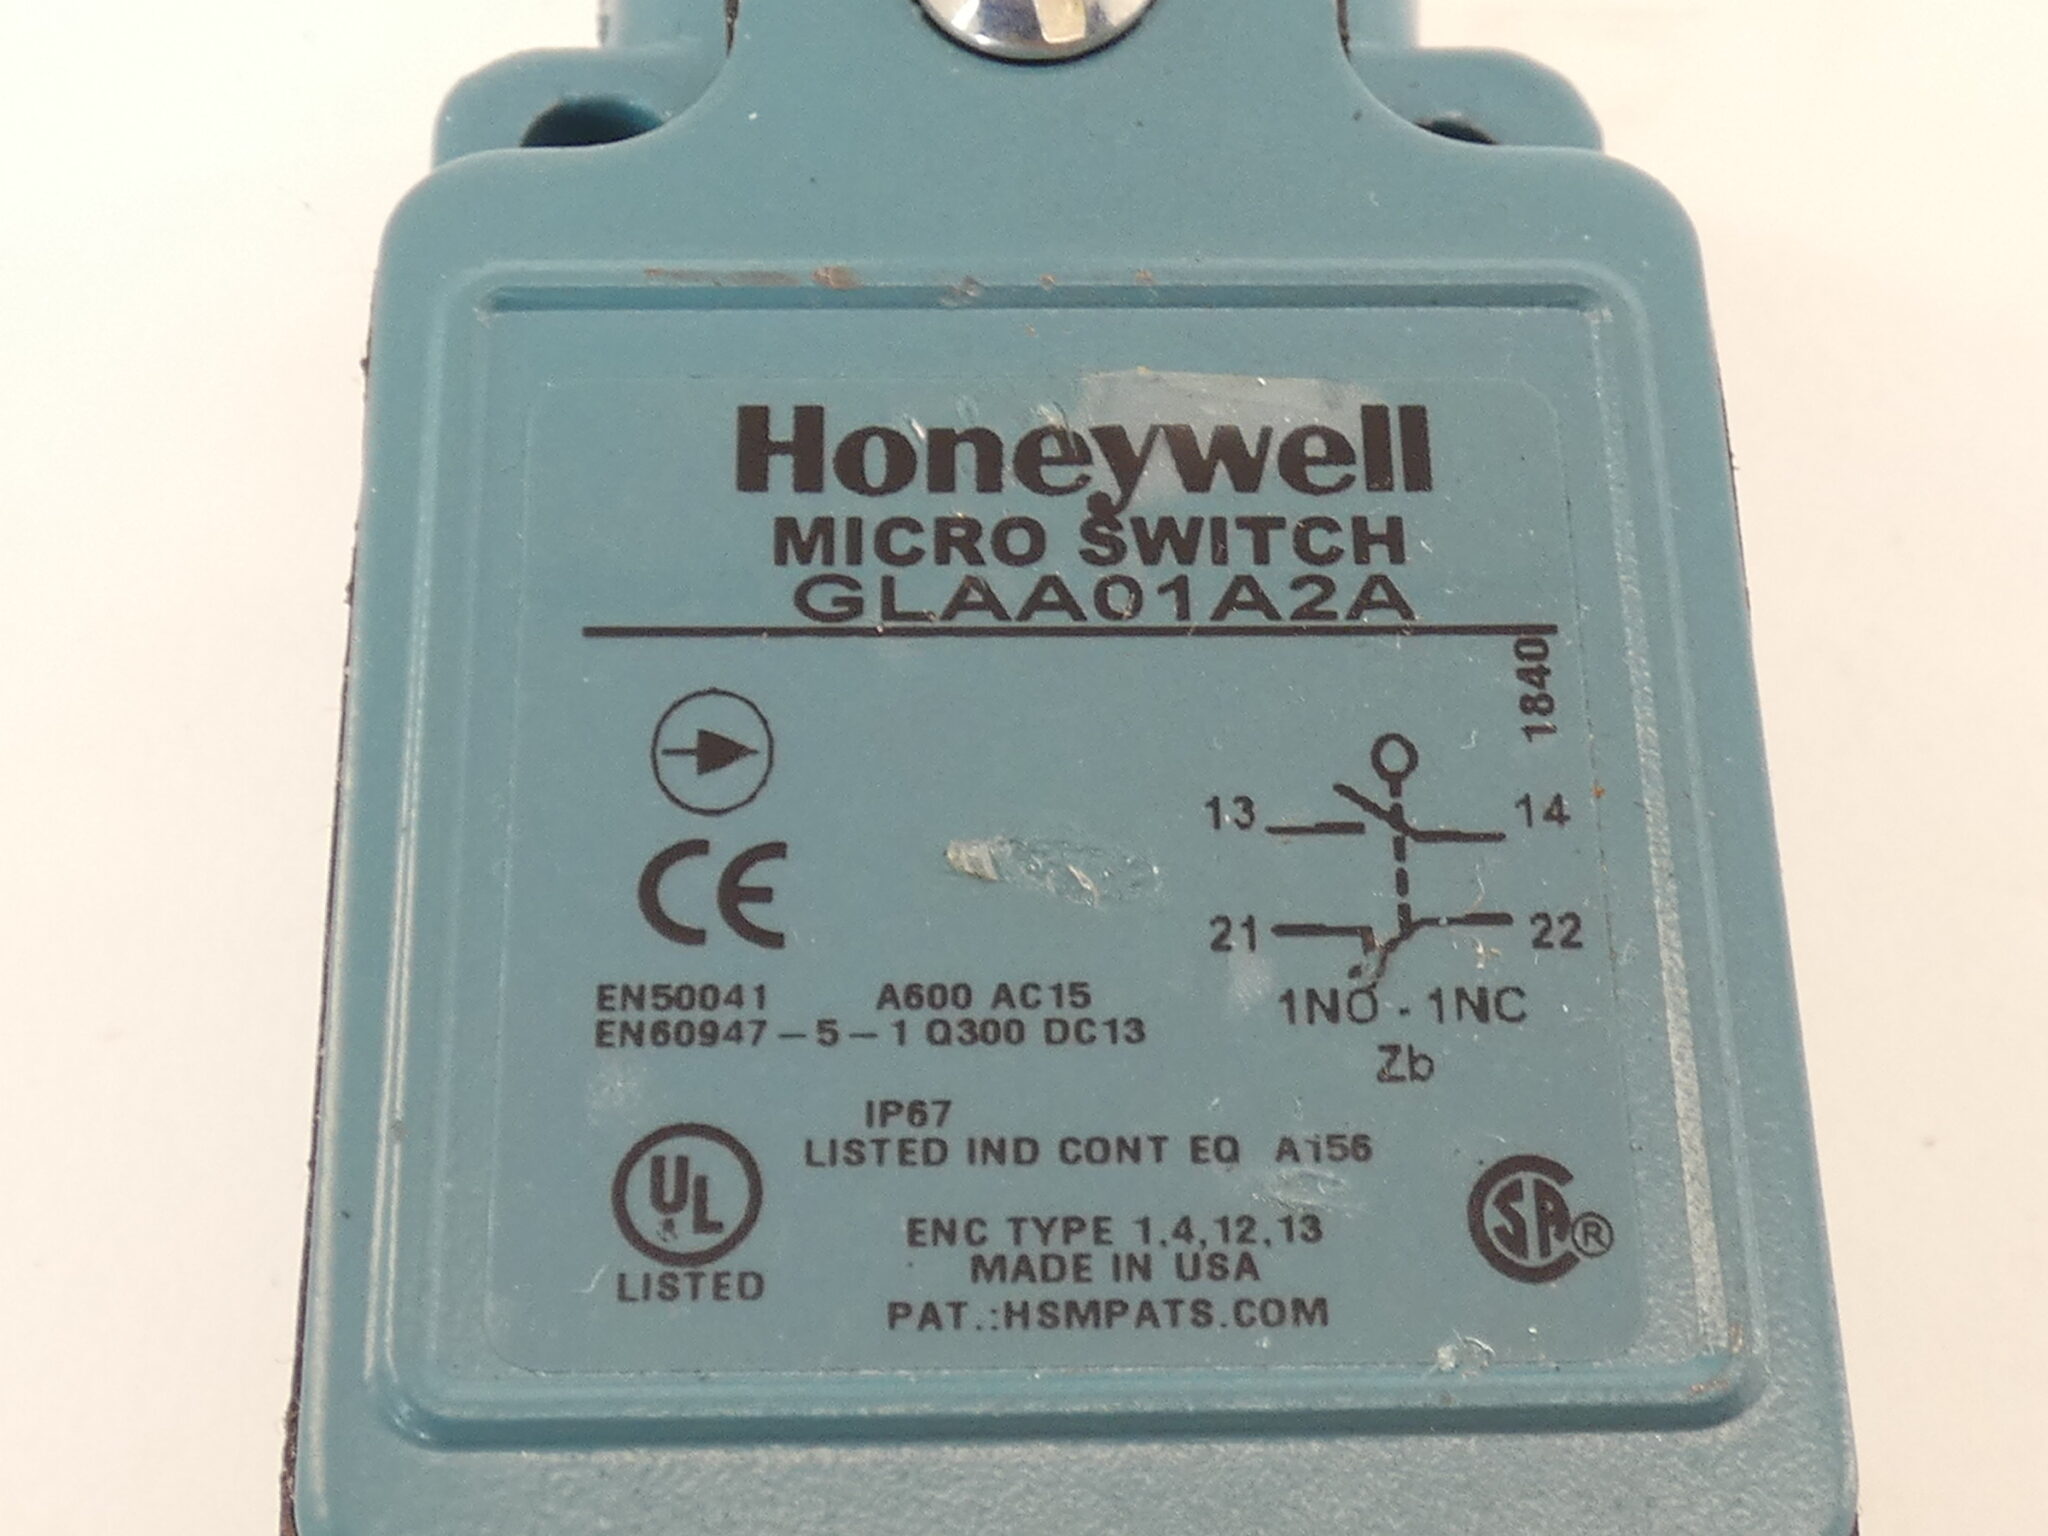 Honeywell
MICRO SWITCH
GLAA01A2A
1840
13 14
21 22
1NO - 1NC
Zb
CE
EN50041 A600 AC15
EN60947-5-1 Q300 DC13
IP67
LISTED IND CONT EQ A156
UL
LISTED
ENC TYPE 1,4,12,13
MADE IN USA
PAT.:HSMPATS.COM
SA®